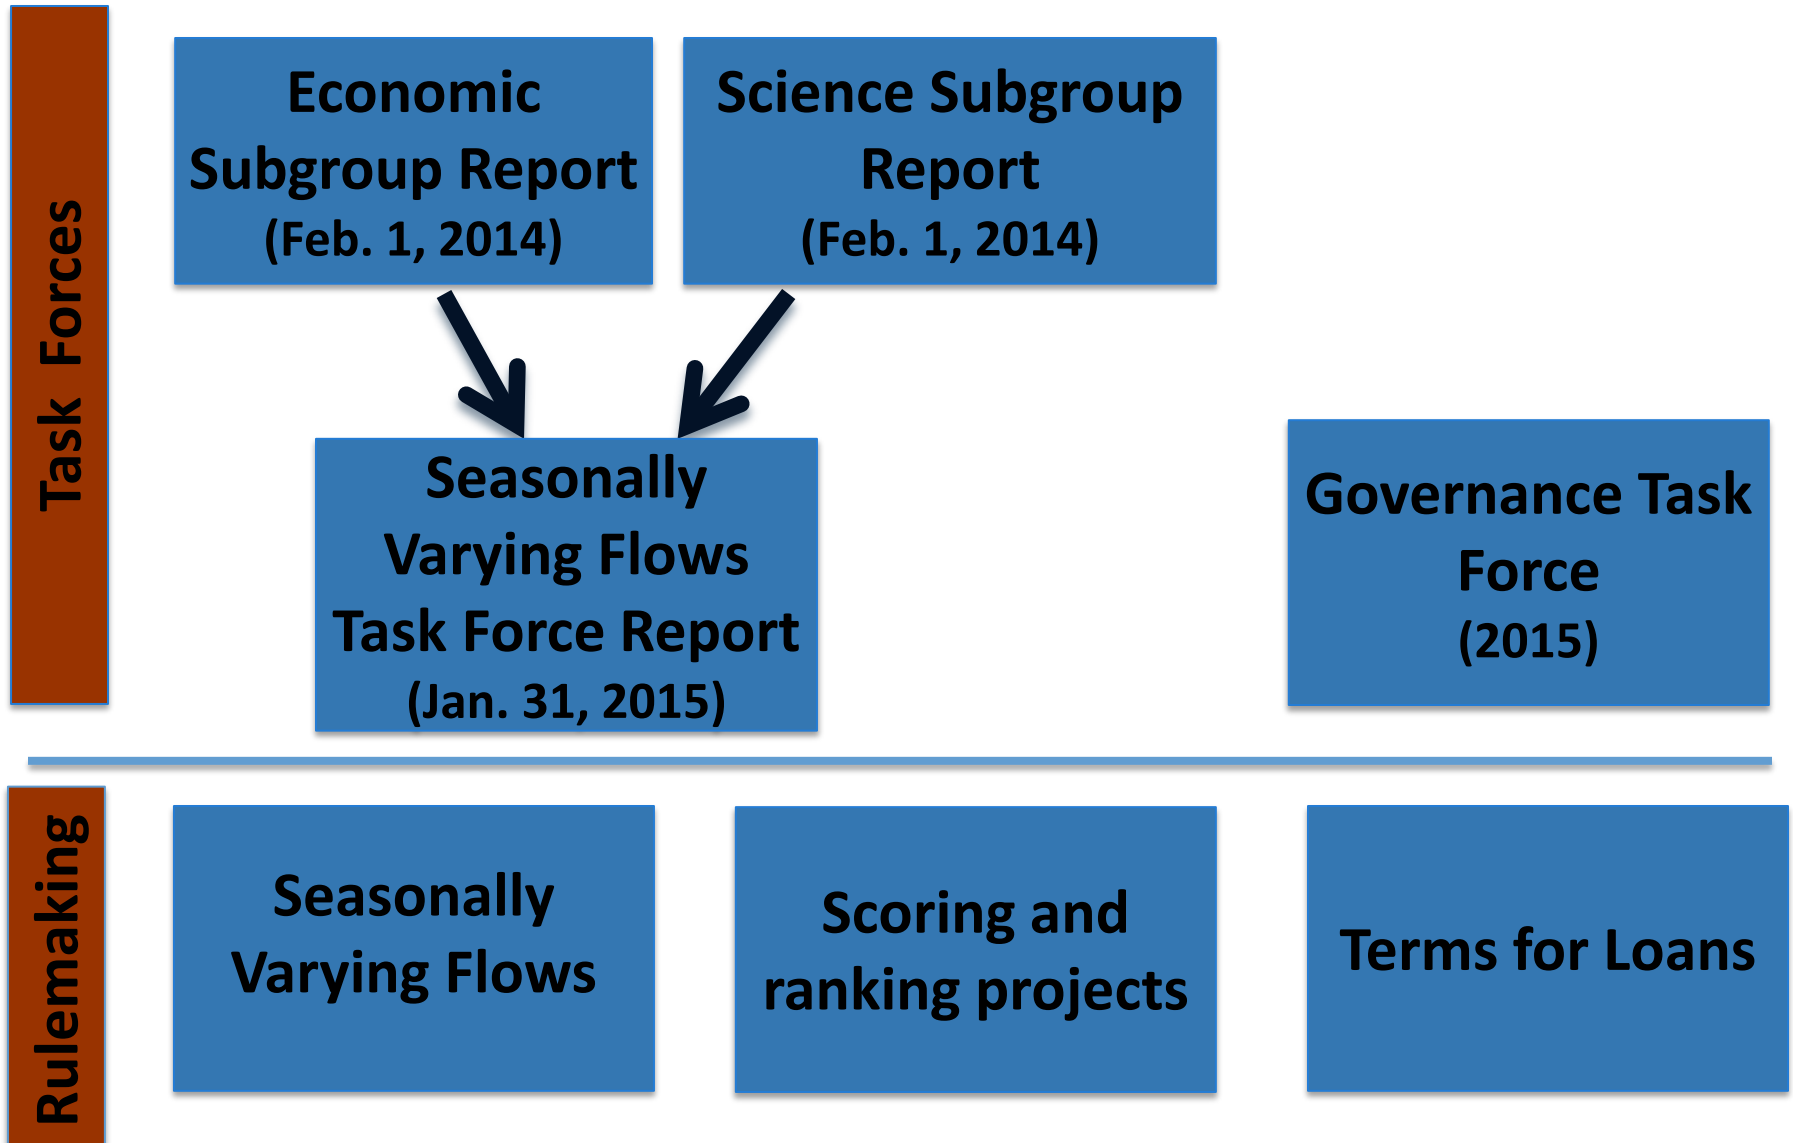 Task Forces
Economic
Subgroup Report
(Feb. 1, 2014)
Science Subgroup
Report
(Feb. 1, 2014)
Seasonally
Varying Flows
Task Force Report
(Jan. 31, 2015)
Governance Task
Force
(2015)
Rulemaking
Seasonally
Varying Flows
Scoring and
ranking projects
Terms for Loans